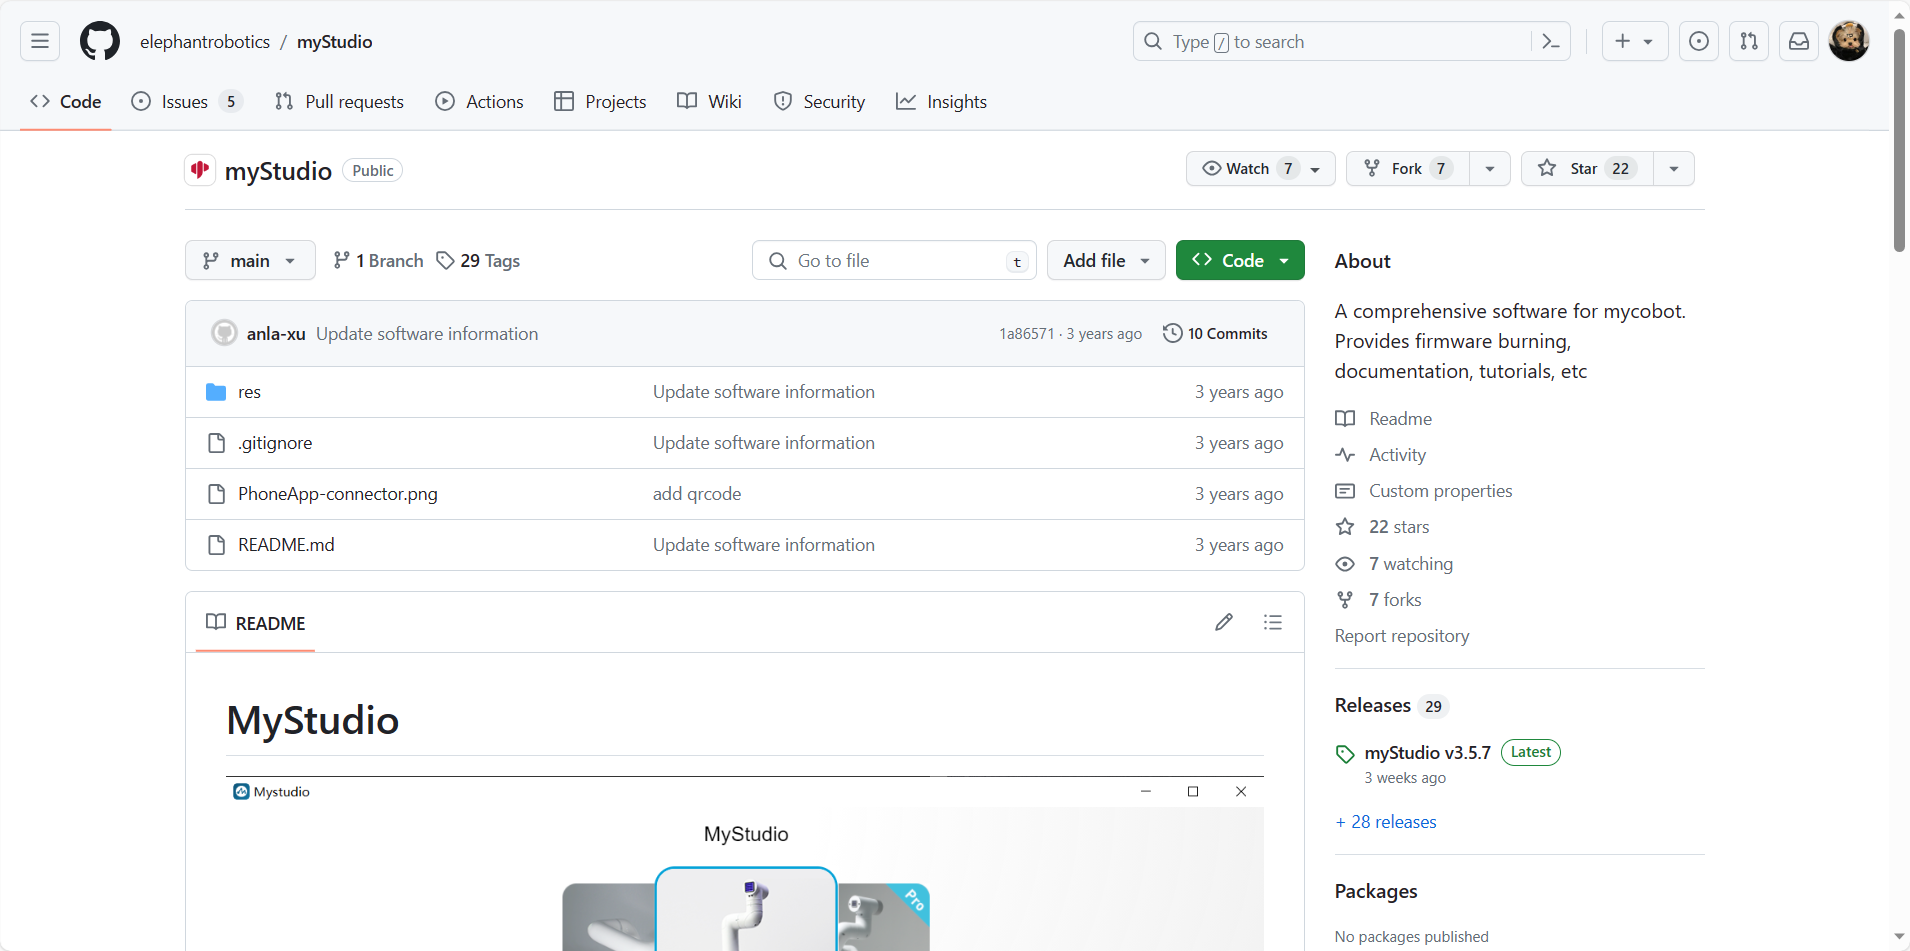 elephantrobotics / myStudio
Type / to search
Code
Issues 5
Pull requests
Actions
Projects
Wiki
Security
Insights
myStudio Public
Watch 7
Fork 7
Star 22
main
1 Branch
29 Tags
Go to file t
Add file
Code
anla-xu Update software information 1a86571 · 3 years ago 10 Commits
res Update software information 3 years ago
.gitignore Update software information 3 years ago
PhoneApp-connector.png add qrcode 3 years ago
README.md Update software information 3 years ago
README
MyStudio
Mystudio
MyStudio
Pro
About
A comprehensive software for mycobot.
Provides firmware burning,
documentation, tutorials, etc
Readme
Activity
Custom properties
22 stars
7 watching
7 forks
Report repository
Releases 29
myStudio v3.5.7 Latest
3 weeks ago
+ 28 releases
Packages
No packages published